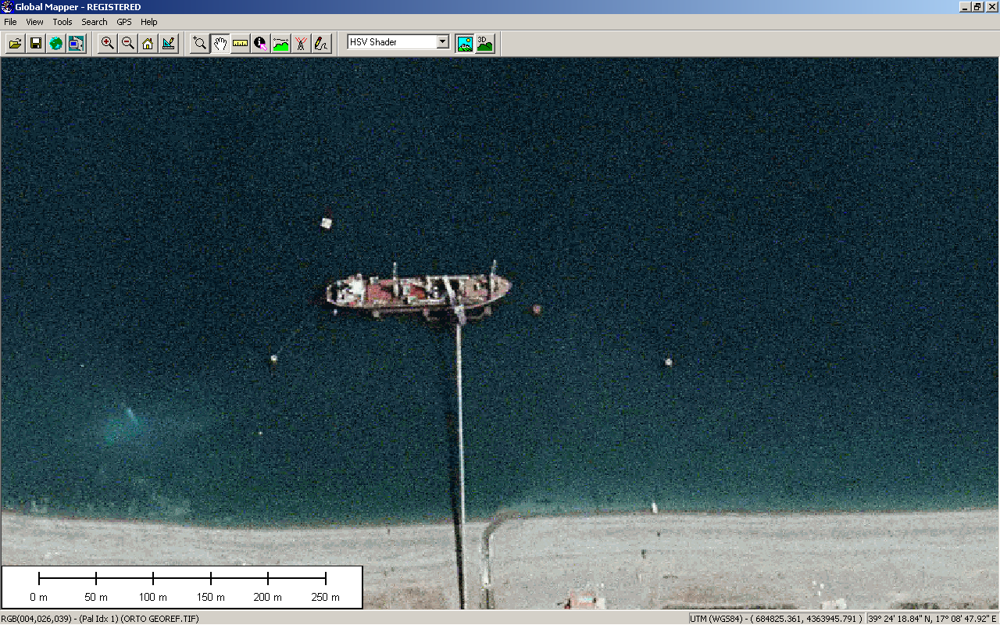 Global Mapper - REGISTERED
File View Tools Search GPS Help
HSV Shader
3D
0 m 50 m 100 m 150 m 200 m 250 m
RGB(004,026,039) - (Pal Idx 1) (ORTO GEOREF.TIF) UTM (WGS84) - ( 684825.361, 4363945.791 ) 39° 24' 18.84" N, 17° 08' 47.92" E